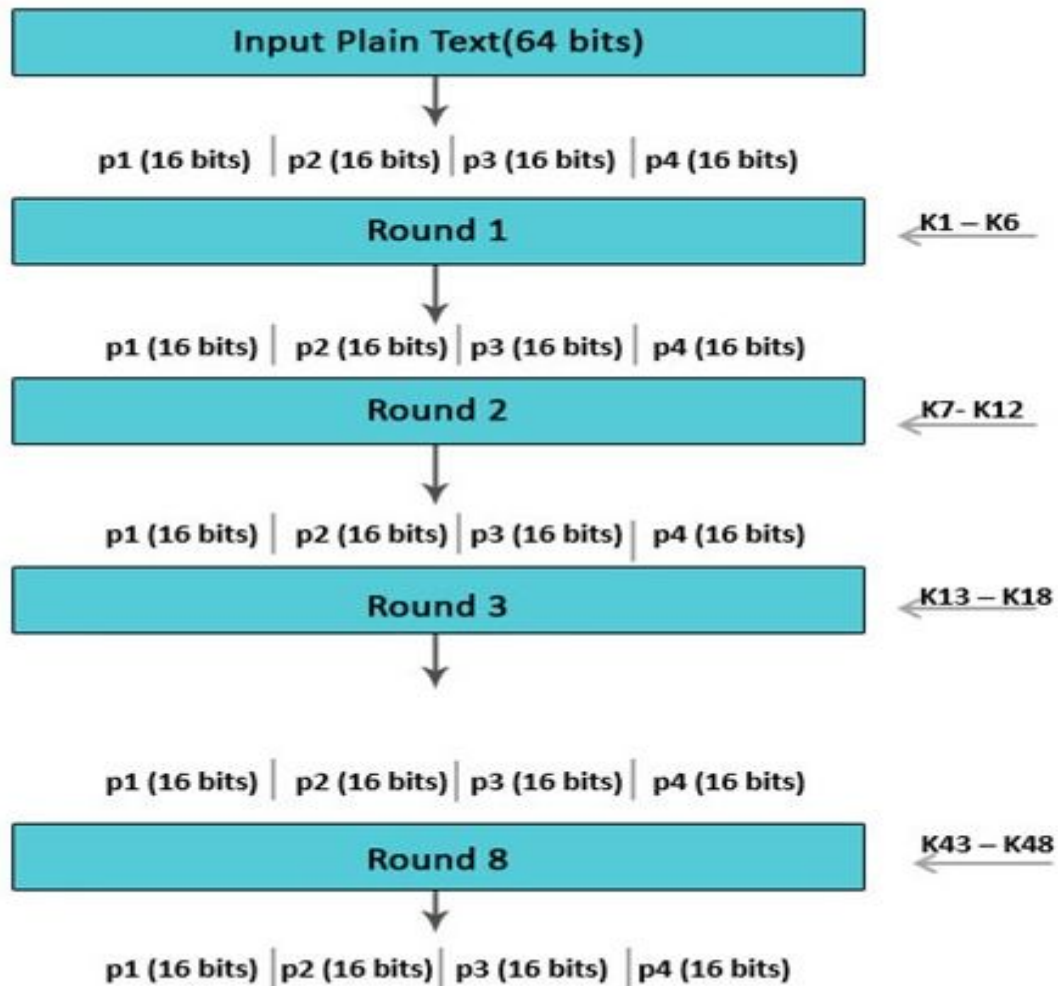 Input Plain Text(64 bits)
p1 (16 bits) p2 (16 bits) p3 (16 bits) p4 (16 bits)
Round 1
K1 – K6
p1 (16 bits) p2 (16 bits) p3 (16 bits) p4 (16 bits)
Round 2
K7- K12
p1 (16 bits) p2 (16 bits) p3 (16 bits) p4 (16 bits)
Round 3
K13 – K18
p1 (16 bits) p2 (16 bits) p3 (16 bits) p4 (16 bits)
Round 8
K43 – K48
p1 (16 bits) p2 (16 bits) p3 (16 bits) p4 (16 bits)